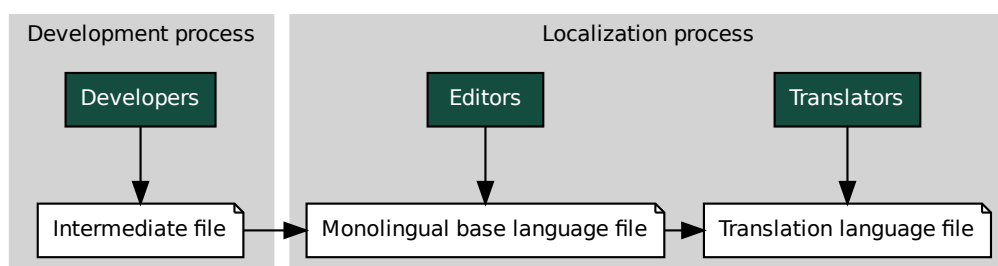 Development process
Localization process
Developers
Editors
Translators
Intermediate file
Monolingual base language file
Translation language file